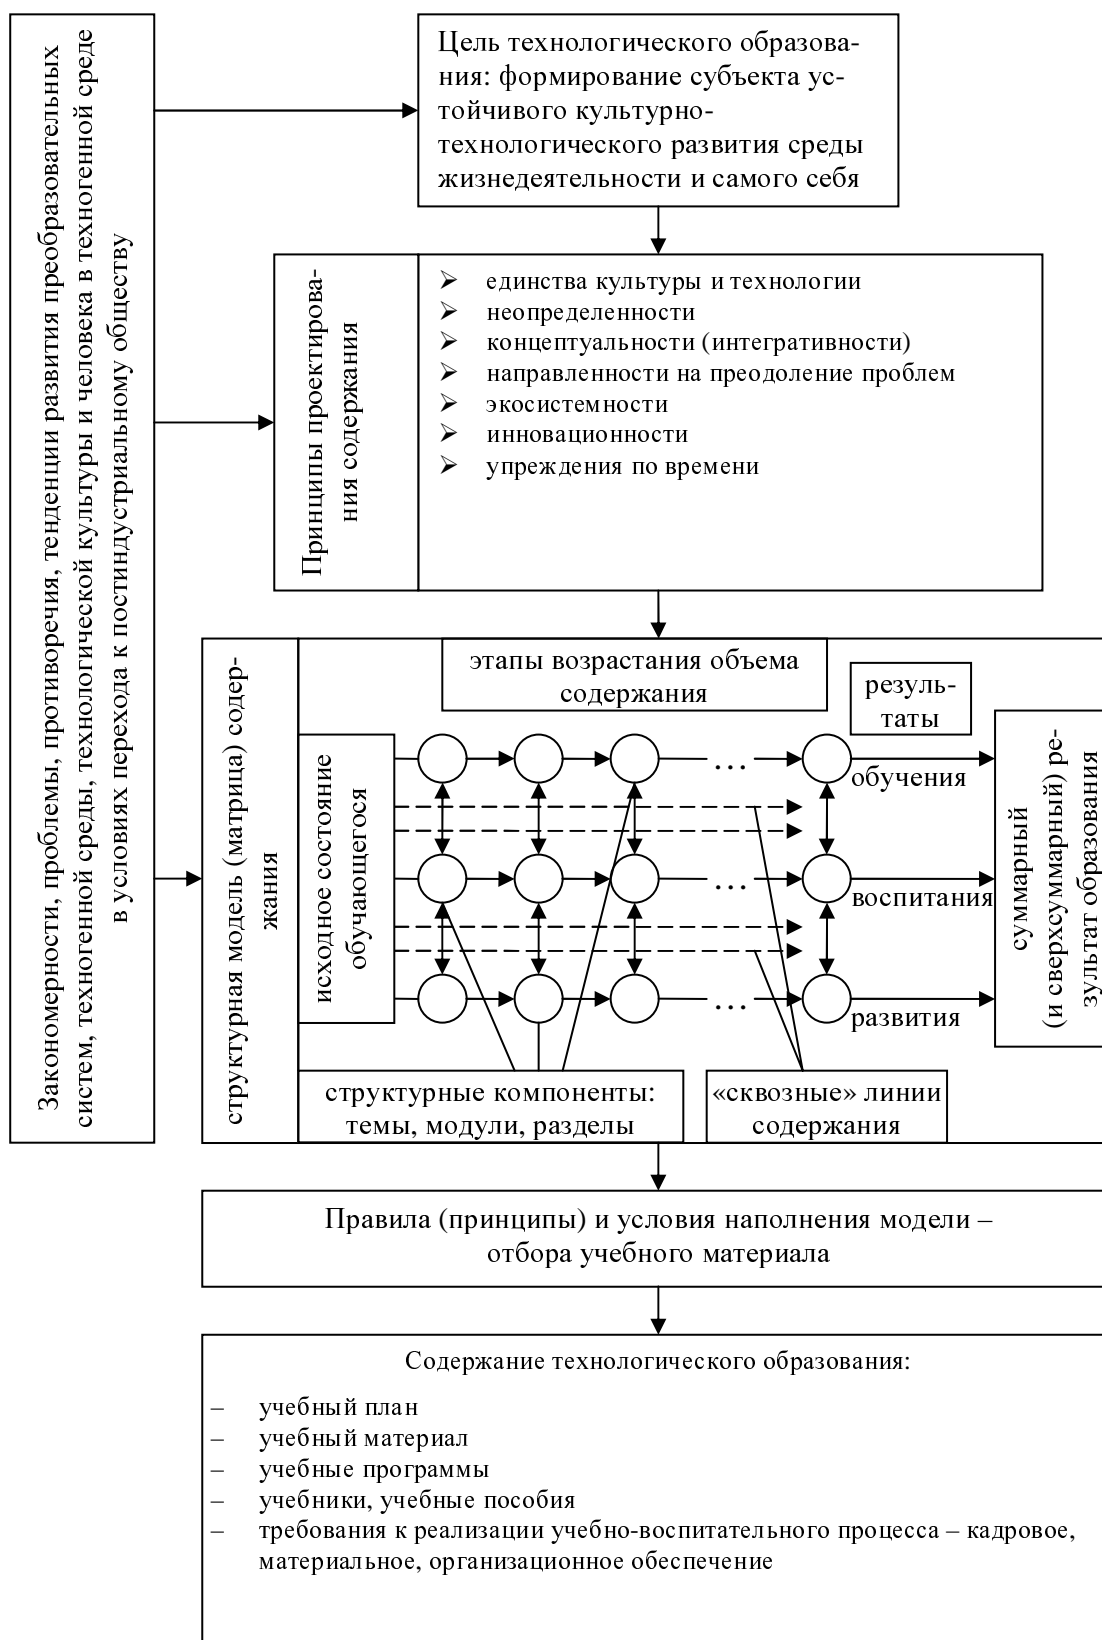 Закономерности, проблемы, противоречия, тенденции развития преобразовательных
систем, техногенной среды, технологической культуры и человека в техногенной среде
в условиях перехода к постиндустриальному обществу
Цель технологического образова-
ния: формирование субъекта ус-
тойчивого культурно-
технологического развития среды
жизнедеятельности и самого себя
Принципы проектирова-
ния содержания
единства культуры и технологии
неопределенности
концептуальности (интегративности)
направленности на преодоление проблем
экосистемности
инновационности
упреждения по времени
структурная модель (матрица) содер-
жания
этапы возрастания объема
содержания
резуль-
таты
исходное состояние
обучающегося
...
обучения
...
воспитания
...
развития
суммарный
(и сверхсуммарный) ре-
зультат образования
структурные компоненты:
темы, модули, разделы
«сквозные» линии
содержания
Правила (принципы) и условия наполнения модели –
отбора учебного материала
Содержание технологического образования:
– учебный план
– учебный материал
– учебные программы
– учебники, учебные пособия
– требования к реализации учебно-воспитательного процесса – кадровое,
материальное, организационное обеспечение